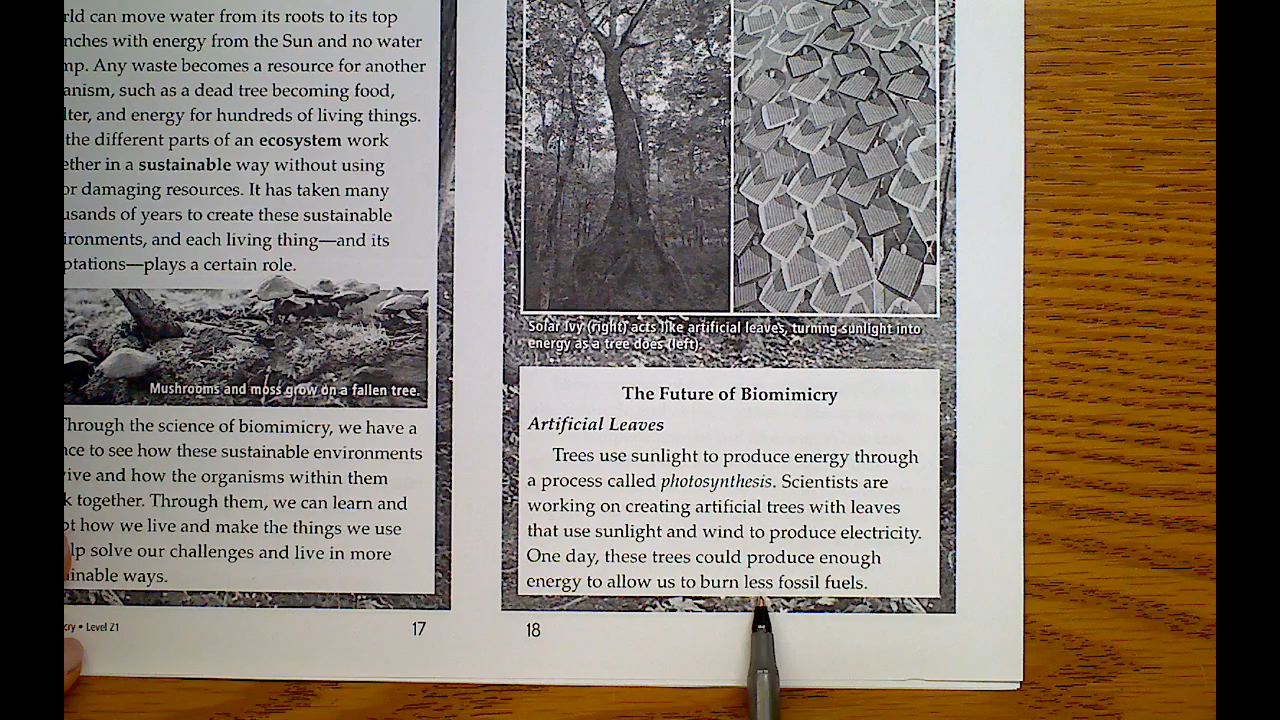 rld can move water from its roots to its top
nches with energy from the Sun and no water
mp. Any waste becomes a resource for another
anism, such as a dead tree becoming food,
lter, and energy for hundreds of living things.
the different parts of an ecosystem work
ether in a sustainable way without using
or damaging resources. It has taken many
usands of years to create these sustainable
ironments, and each living thing—and its
ptations—plays a certain role.
Mushrooms and moss grow on a fallen tree.
Through the science of biomimicry, we have a
nce to see how these sustainable environments
vive and how the organisms within them
k together. Through them, we can learn and
pt how we live and make the things we use
lp solve our challenges and live in more
ainable ways.
cry • Level Z1
17
Solar Ivy (right) acts like artificial leaves, turning sunlight into
energy as a tree does (left).
The Future of Biomimicry
Artificial Leaves
Trees use sunlight to produce energy through
a process called photosynthesis. Scientists are
working on creating artificial trees with leaves
that use sunlight and wind to produce electricity.
One day, these trees could produce enough
energy to allow us to burn less fossil fuels.
18